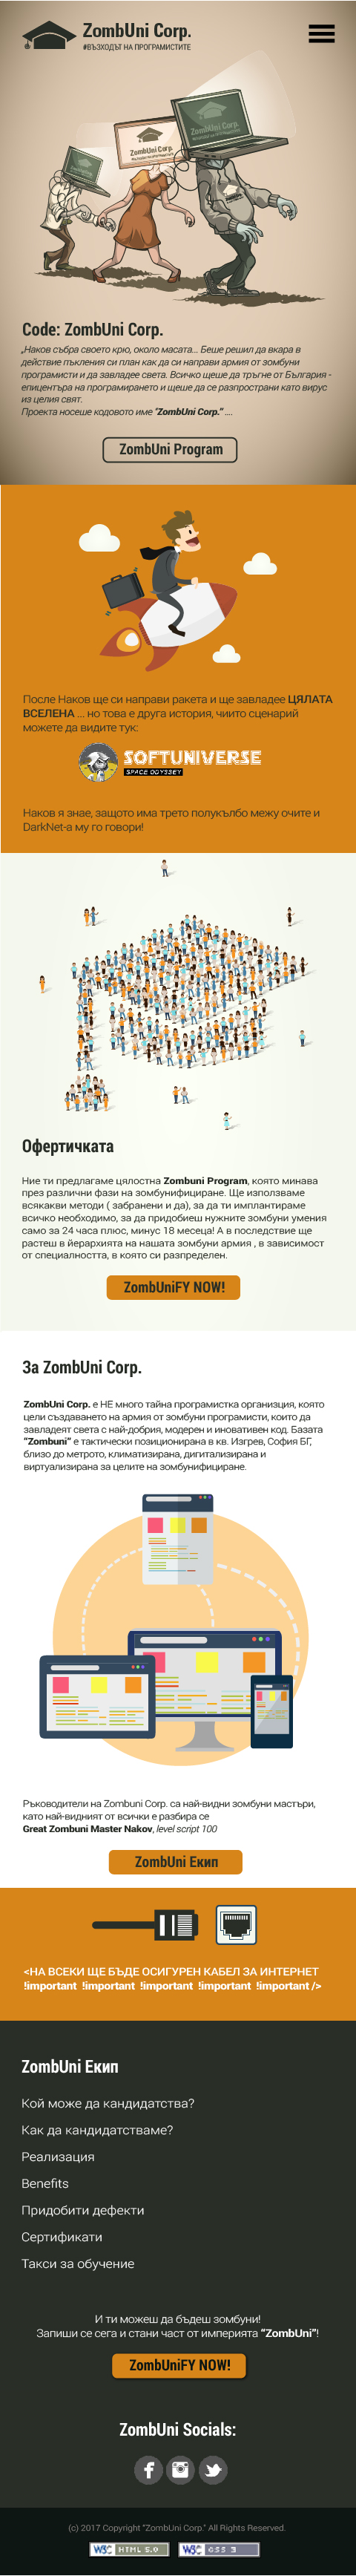 ZombUni Corp.
#ВЪЗХОДЪТ НА ПРОГРАМИСТИТЕ
ZombUni Corp.
ZombUni Corp.
Code: ZombUni Corp.
„Наков събра своето крю, около масата... Беше решил да вкара в
действие пъкления си план как да си направи армия от зомбуни
програмисти и да завладее света. Всичко щеше да тръгне от България -
епицентъра на програмирането и щеше да се разпространи като вирус
из целия свят.
Проекта носеше кодовото име "ZombUni Corp." ....
ZombUni Program
После Наков ще си направи ракета и ще завладее ЦЯЛАТА
ВСЕЛЕНА ... но това е друга история, чиито сценарий
можете да видите тук:
SOFTUNIVERSE
SPACE ODYSSEY
Наков я знае, защото има трето полукълбо межу очите и
DarkNet-а му го говори!
Офертичката
Ние ти предлагаме цялостна Zombuni Program, която минава
през различни фази на зомбунифициране. Ще използваме
всякакви методи ( забранени и да), за да ти имплантираме
всичко необходимо, за да придобиеш нужните зомбуни умения
само за 24 часа плюс, минус 18 месеца! А в последствие ще
растеш в йерархията на нашата зомбуни армия , в зависимост
от специалността, в която си разпределен.
ZombUniFY NOW!
За ZombUni Corp.
ZombUni Corp. е НЕ много тайна програмистка организция, която
цели създаването на армия от зомбуни програмисти, които да
завладеят света с най-добрия, модерен и иновативен код. Базата
“Zombuni” е тактически позиционирана в кв. Изгрев, София БГ,
близо до метрото, климатизирана, дигитализирана и
виртуализирана за целите на зомбунифициране.
Ръководители на Zombuni Corp. са най-видни зомбуни мастъри,
като най-видният от всички е разбира се
Great Zombuni Master Nakov, level script 100
ZombUni Екип
<НА ВСЕКИ ЩЕ БЪДЕ ОСИГУРЕН КАБЕЛ ЗА ИНТЕРНЕТ
!important !important !important !important !important />
ZombUni Екип
Кой може да кандидатства?
Как да кандидатстваме?
Реализация
Benefits
Придобити дефекти
Сертификати
Такси за обучение
И ти можеш да бъдеш зомбуни!
Запиши се сега и стани част от империята “ZombUni”!
ZombUniFY NOW!
ZombUni Socials:
(c) 2017 Copyright "ZombUni Corp." All Rights Reserved.
W3C HTML 5.0
W3C CSS 3